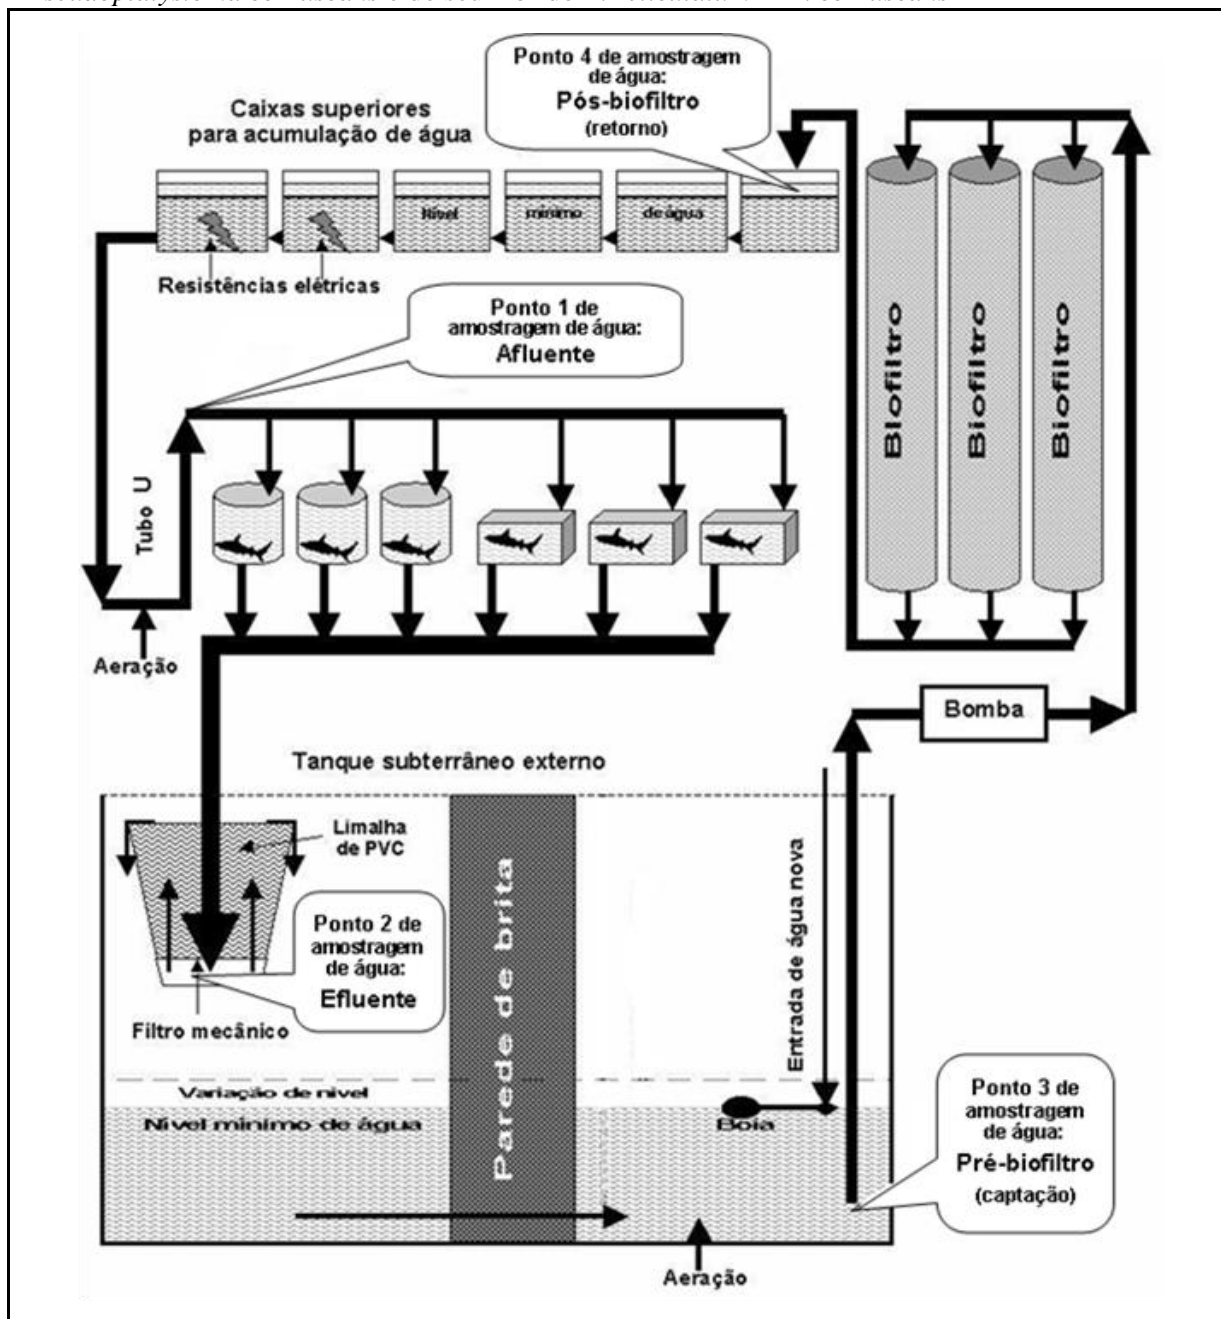 Ponto 4 de amostragem
de água:
Pós-biofiltro
(retorno)
Caixas superiores
para acumulação de água
Nível
mínimo
de água
Resistências elétricas
Ponto 1 de
amostragem de água:
Afluente
Biofiltro
Biofiltro
Biofiltro
Tubo U
Aeração
Bomba
Tanque subterrâneo externo
Limalha
de PVC
Ponto 2 de
amostragem
de água:
Efluente
Filtro mecânico
Parede de brita
Entrada de água nova
Variação de nivel
Nivel minimo de água
Boia
Ponto 3 de
amostragem
de água:
Pré-biofiltro
(captação)
Aeração